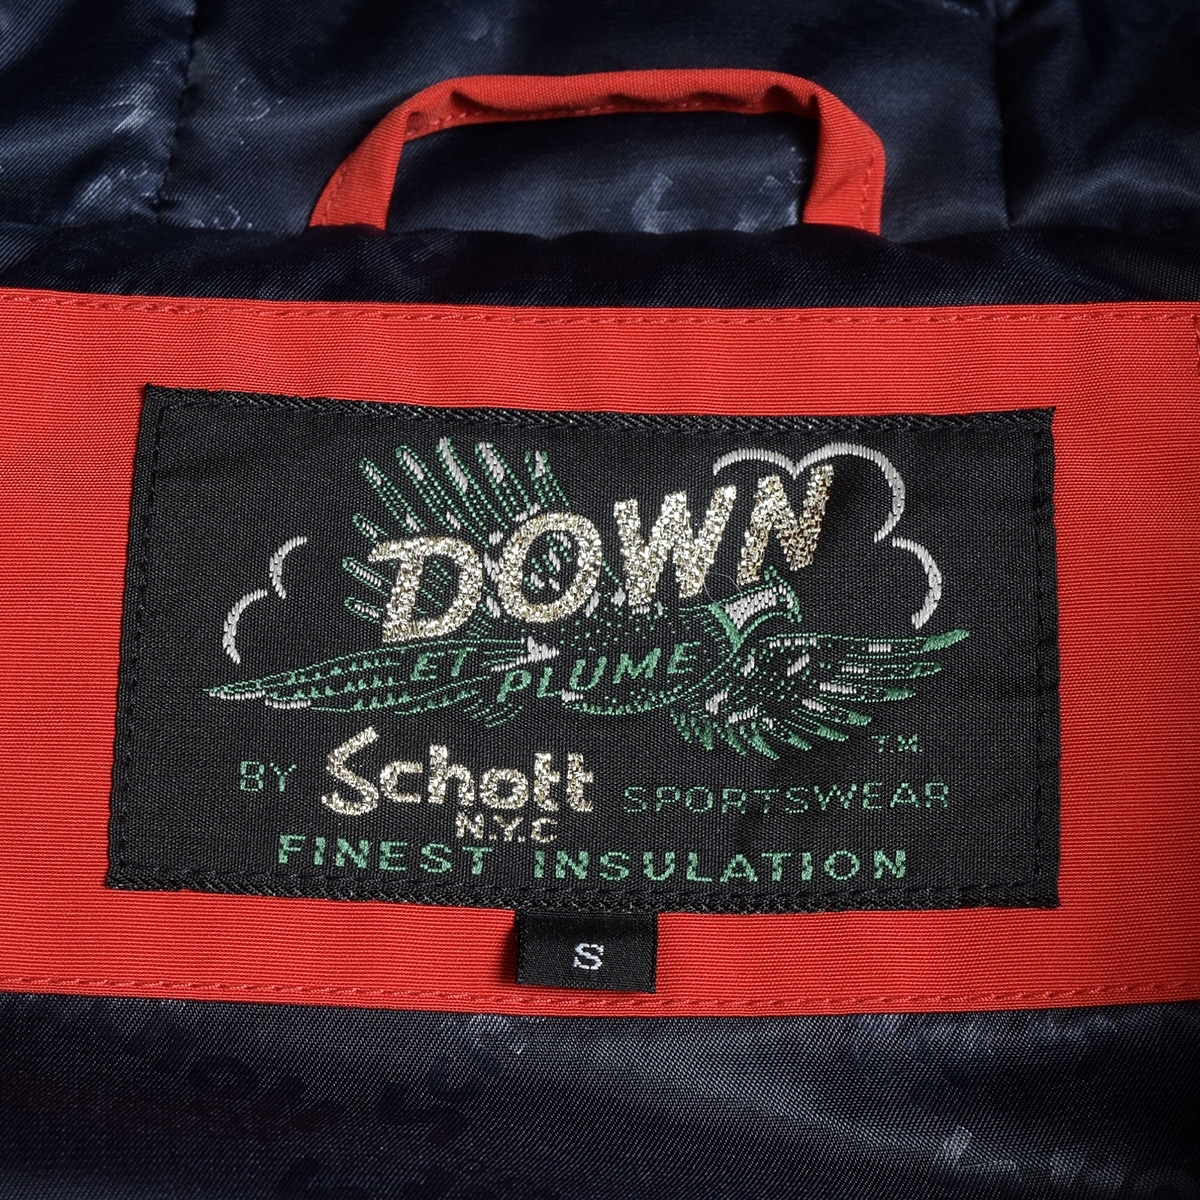 DOWN
ET PLUME
TM
BY Schott SPORTSWEAR
N.Y.C
FINEST INSULATION
S